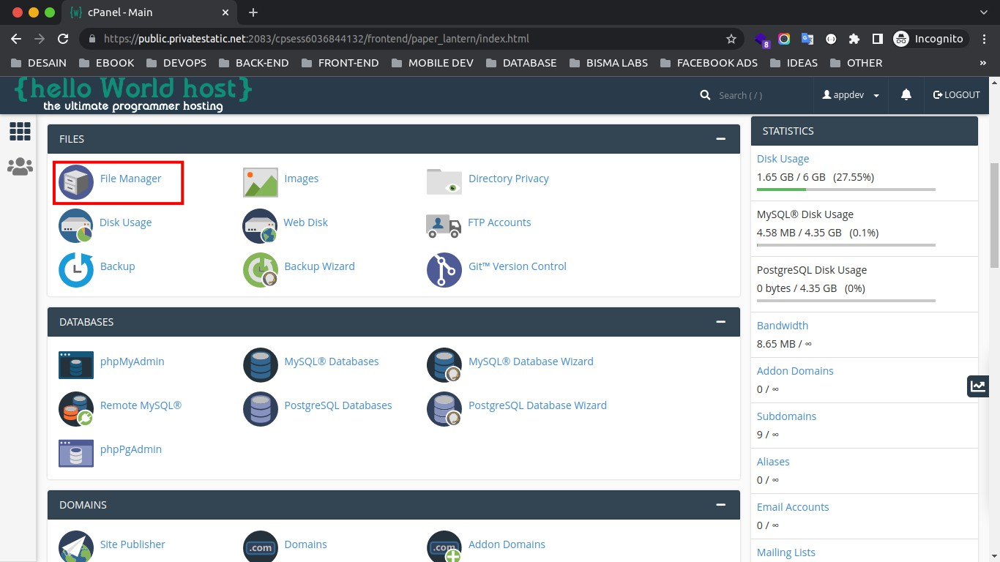 cPanel - Main
https://public.privatestatic.net:2083/cpsess6036844132/frontend/paper_lantern/index.html
8
Incognito
DESAIN
EBOOK
DEVOPS
BACK-END
FRONT-END
MOBILE DEV
DATABASE
BISMA LABS
FACEBOOK ADS
IDEAS
OTHER
»
{hello World host}
the ultimate programmer hosting
Search ( / )
appdev
LOGOUT
FILES
File Manager
Images
Directory Privacy
Disk Usage
Web Disk
FTP Accounts
Backup
Backup Wizard
Git™ Version Control
DATABASES
phpMyAdmin
MySQL® Databases
MySQL® Database Wizard
Remote MySQL®
PostgreSQL Databases
PostgreSQL Database Wizard
phpPgAdmin
DOMAINS
Site Publisher
.com
Domains
.com
Addon Domains
STATISTICS
Disk Usage
1.65 GB / 6 GB (27.55%)
MySQL® Disk Usage
4.58 MB / 4.35 GB (0.1%)
PostgreSQL Disk Usage
0 bytes / 4.35 GB (0%)
Bandwidth
8.65 MB / ∞
Addon Domains
0 / ∞
Subdomains
9 / ∞
Aliases
0 / ∞
Email Accounts
0 / ∞
Mailing Lists